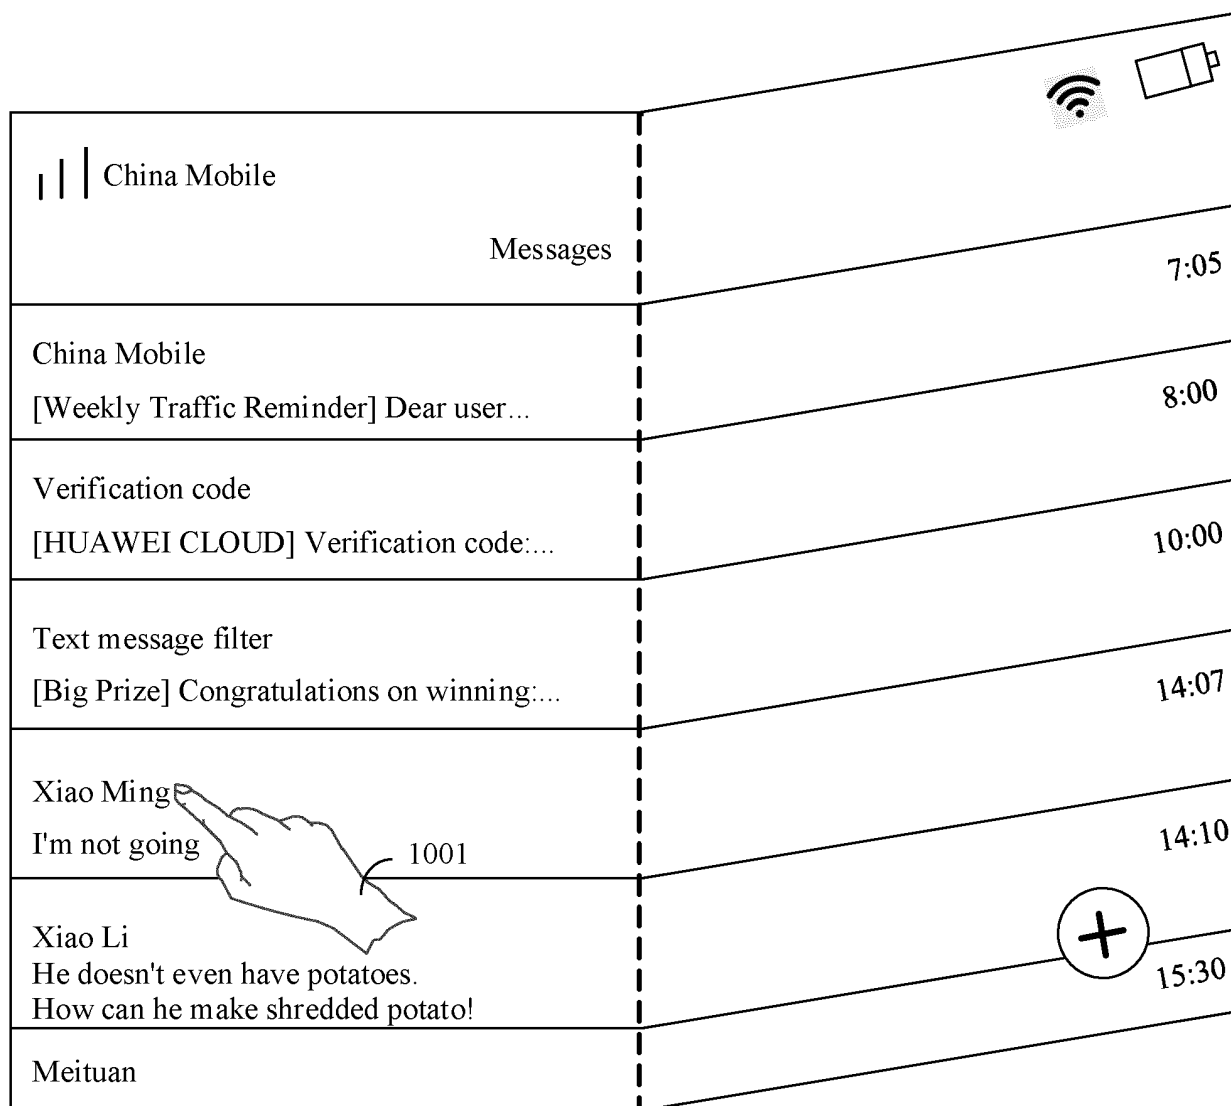 China Mobile
Messages
China Mobile 7:05
[Weekly Traffic Reminder] Dear user...
Verification code 8:00
[HUAWEI CLOUD] Verification code:...
Text message filter 10:00
[Big Prize] Congratulations on winning:...
Xiao Ming 14:07
I'm not going
1001
Xiao Li 14:10
He doesn't even have potatoes.
How can he make shredded potato!
Meituan 15:30